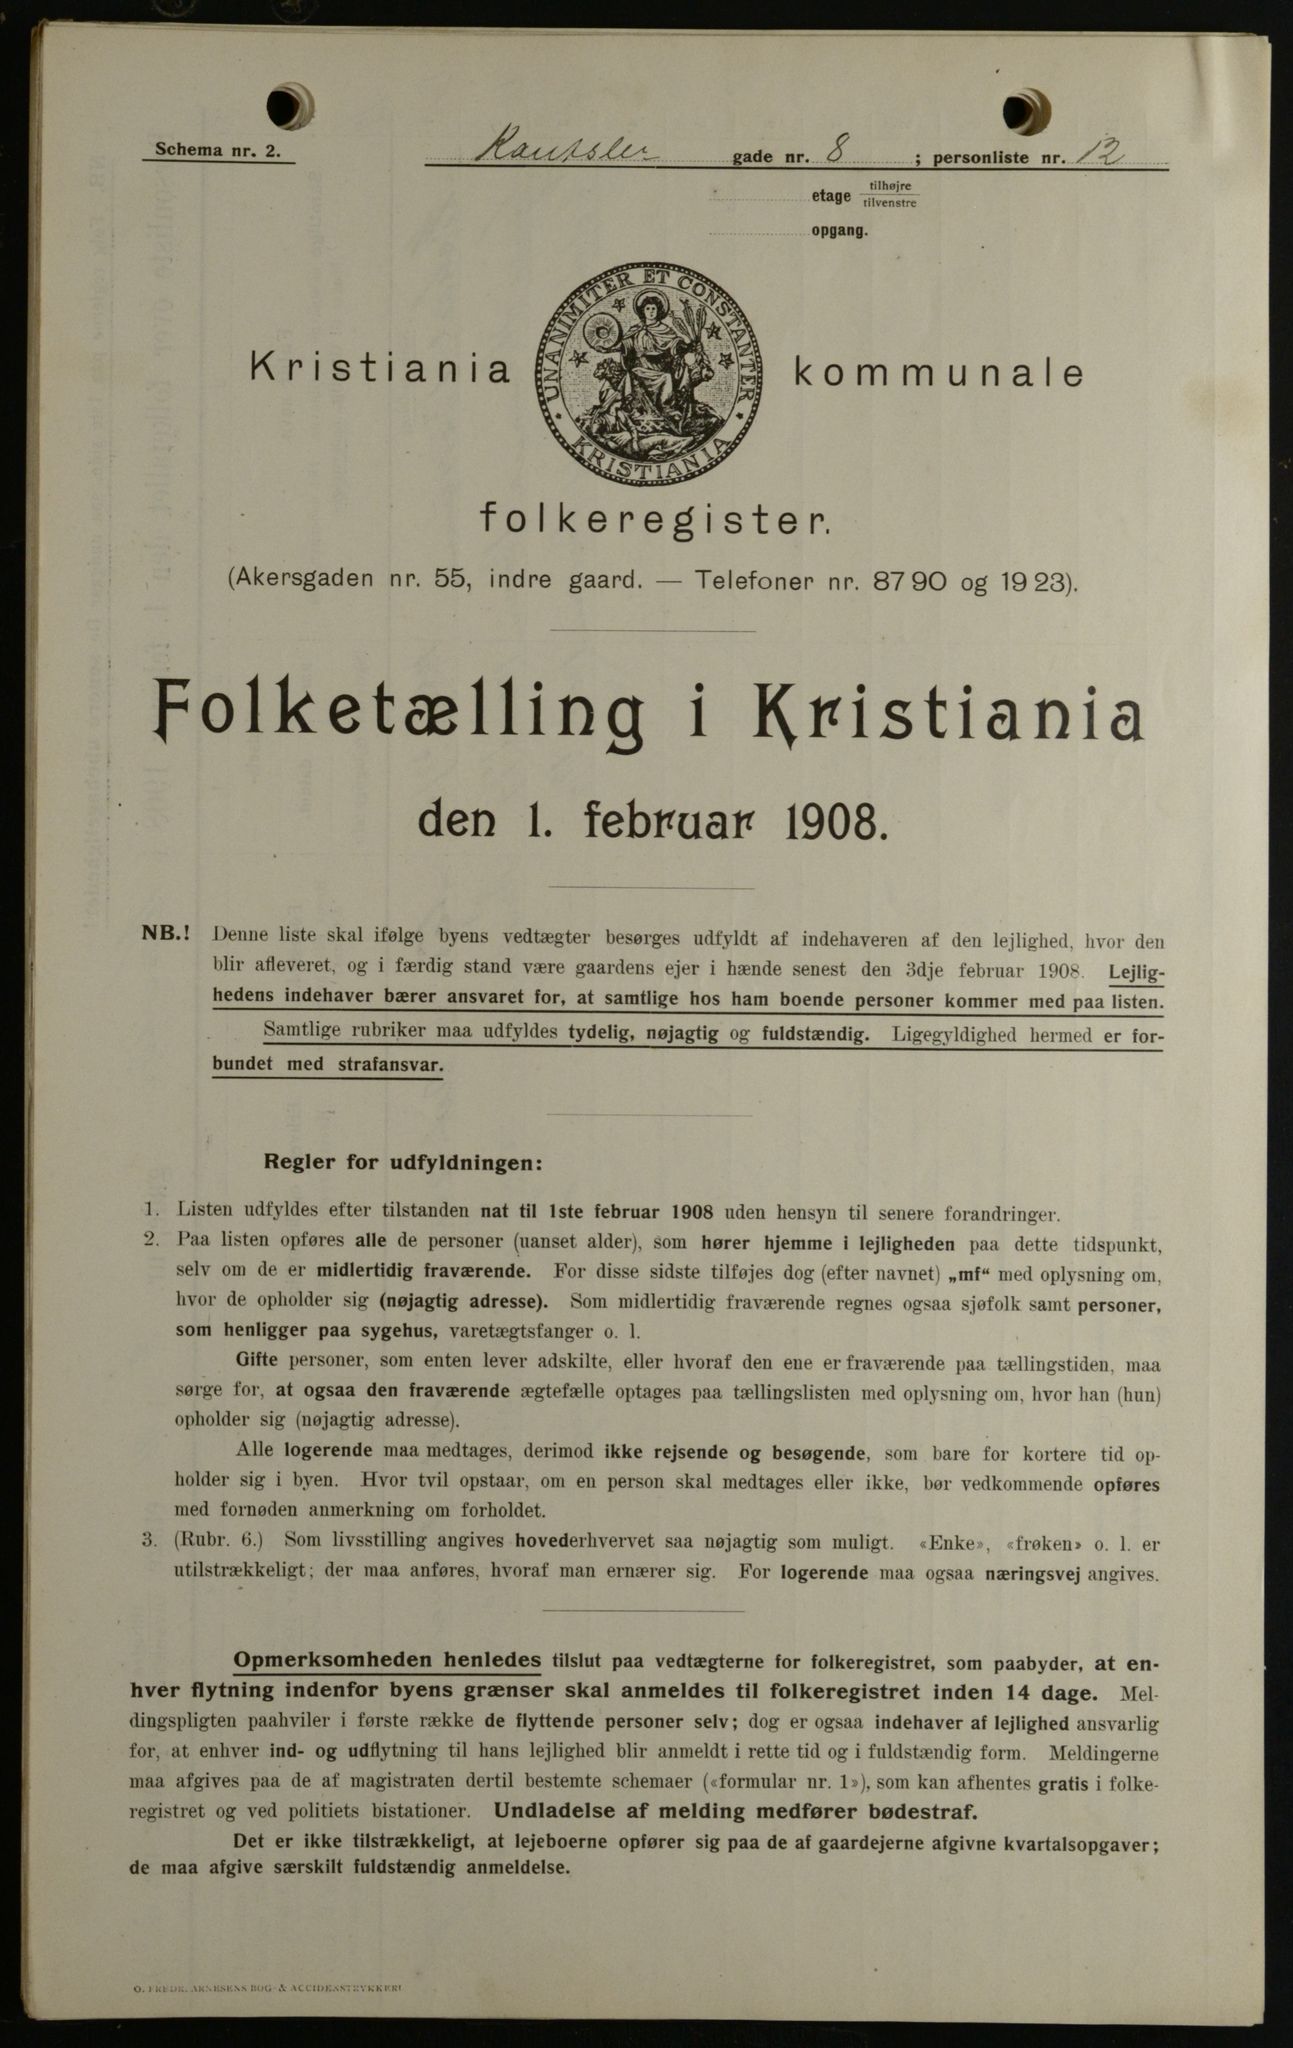 Schema nr. 2.
Kantsler gade nr. 8 ; personliste nr. 12
etage tilhøjre
tilvenstre
opgang.
UNANIMITER ET CONSTANTER
KRISTIANIA
Kristiania kommunale
folkeregister.
(Akersgaden nr. 55, indre gaard. — Telefoner nr. 87 90 og 19 23).
Folketælling i Kristiania
den 1. februar 1908.
NB.! Denne liste skal ifølge byens vedtægter besørges udfyldt af indehaveren af den lejlighed, hvor den
blir afleveret, og i færdig stand være gaardens ejer i hænde senest den 3dje februar 1908. Lejlig-
hedens indehaver bærer ansvaret for, at samtlige hos ham boende personer kommer med paa listen.
Samtlige rubriker maa udfyldes tydelig, nøjagtig og fuldstændig. Ligegyldighed hermed er for-
bundet med strafansvar.
Regler for udfyldningen:
1. Listen udfyldes efter tilstanden nat til 1ste februar 1908 uden hensyn til senere forandringer.
2. Paa listen opføres alle de personer (uanset alder), som hører hjemme i lejligheden paa dette tidspunkt,
selv om de er midlertidig fraværende. For disse sidste tilføjes dog (efter navnet) „mf“ med oplysning om,
hvor de opholder sig (nøjagtig adresse). Som midlertidig fraværende regnes ogsaa sjøfolk samt personer,
som henligger paa sygehus, varetægtsfanger o. l.
Gifte personer, som enten lever adskilte, eller hvoraf den ene er fraværende paa tællingstiden, maa
sørge for, at ogsaa den fraværende ægtefælle optages paa tællingslisten med oplysning om, hvor han (hun)
opholder sig (nøjagtig adresse).
Alle logerende maa medtages, derimod ikke rejsende og besøgende, som bare for kortere tid op-
holder sig i byen. Hvor tvil opstaar, om en person skal medtages eller ikke, bør vedkommende opføres
med fornøden anmerkning om forholdet.
3. (Rubr. 6.) Som livsstilling angives hovederhvervet saa nøjagtig som muligt. «Enke», «frøken» o. l. er
utilstrækkeligt; der maa anføres, hvoraf man ernærer sig. For logerende maa ogsaa næringsvej angives.
Opmerksomheden henledes tilslut paa vedtægterne for folkeregistret, som paabyder, at en-
hver flytning indenfor byens grænser skal anmeldes til folkeregistret inden 14 dage. Mel-
dingspligten paahviler i første række de flyttende personer selv; dog er ogsaa indehaver af lejlighed ansvarlig
for, at enhver ind- og udflytning til hans lejlighed blir anmeldt i rette tid og i fuldstændig form. Meldingerne
maa afgives paa de af magistraten dertil bestemte schemaer («formular nr. 1»), som kan afhentes gratis i folke-
registret og ved politiets bistationer. Undladelse af melding medfører bødestraf.
Det er ikke tilstrækkeligt, at lejeboerne opfører sig paa de af gaardejerne afgivne kvartalsopgaver;
de maa afgive særskilt fuldstændig anmeldelse.
O. FREDR. ARNESENS BOG- & ACCIDENSTRYKKERI